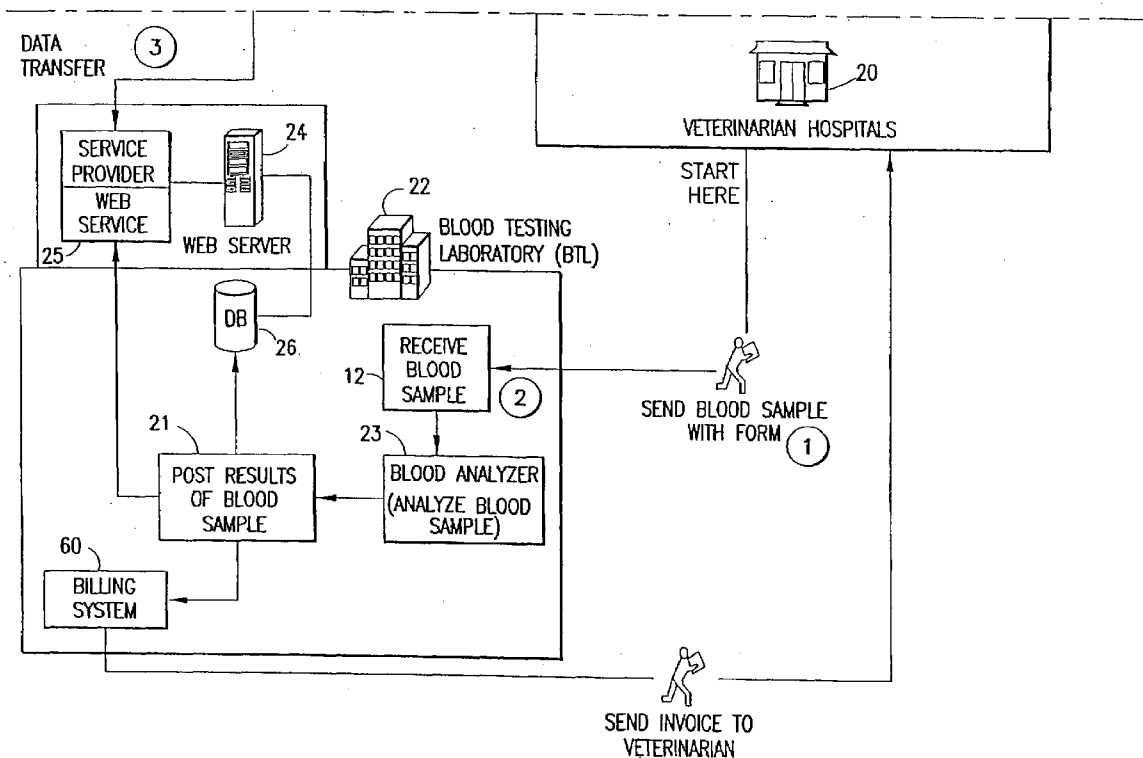 DATA
TRANSFER
3
20
VETERINARIAN HOSPITALS
START
HERE
SERVICE
PROVIDER
WEB
SERVICE
25
24
WEB SERVER
22
BLOOD TESTING
LABORATORY (BTL)
DB
26
RECEIVE
BLOOD
SAMPLE
12
2
SEND BLOOD SAMPLE
WITH FORM
1
21
POST RESULTS
OF BLOOD
SAMPLE
23
BLOOD ANALYZER
(ANALYZE BLOOD
SAMPLE)
60
BILLING
SYSTEM
SEND INVOICE TO
VETERINARIAN